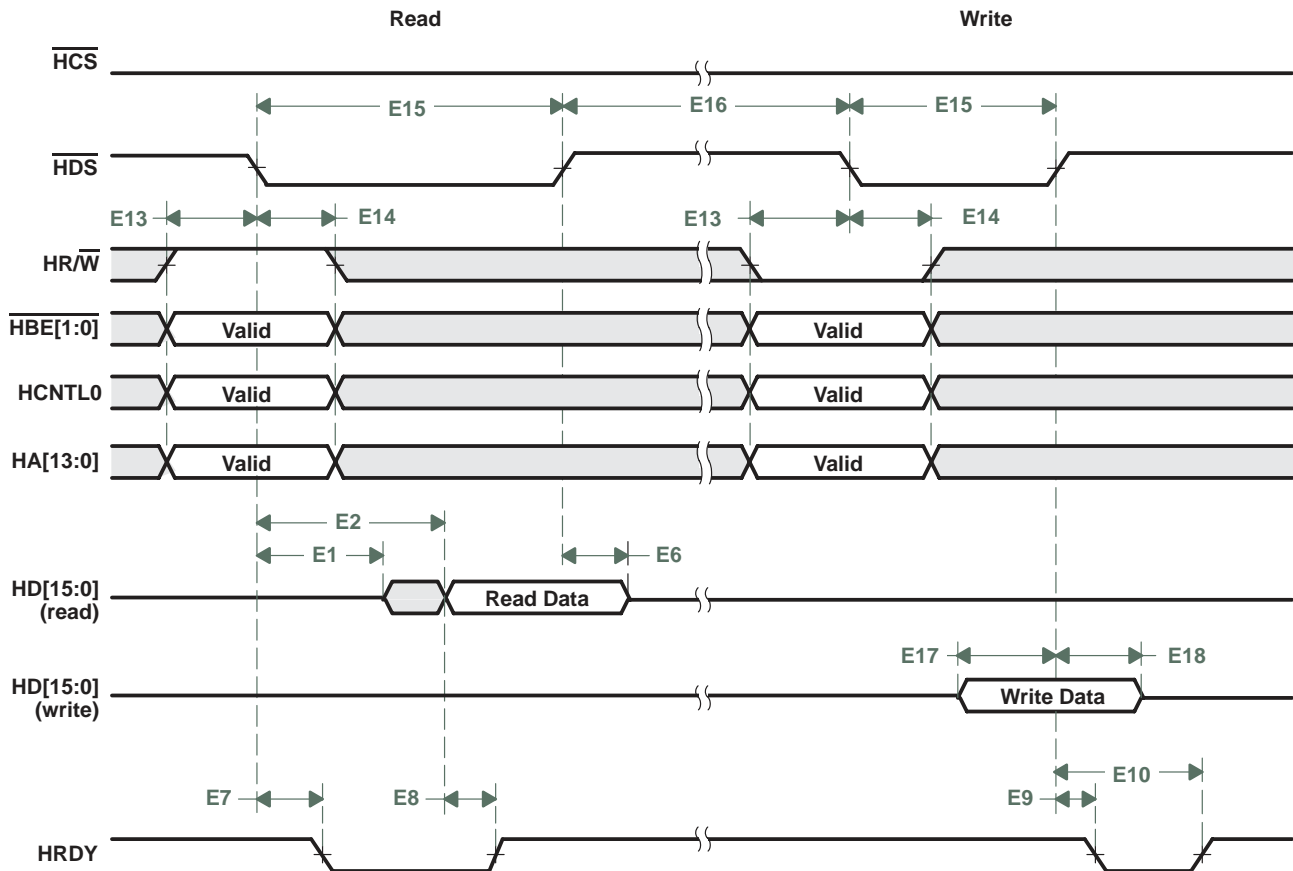 Read Write
HCS
E15 E16 E15
HDS
E13 E14 E13 E14
HR/W
HBE[1:0] Valid Valid
HCNTL0 Valid Valid
HA[13:0] Valid Valid
E2
E1 E6
HD[15:0]
(read)
Read Data
E17 E18
HD[15:0]
(write)
Write Data
E10
E7 E8 E9
HRDY